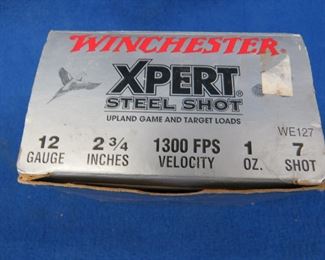 WINCHESTER®
XPERT®
STEEL SHOT
UPLAND GAME AND TARGET LOADS
WE127
12 2 3/4 1300 FPS 1 7
GAUGE INCHES VELOCITY OZ. SHOT